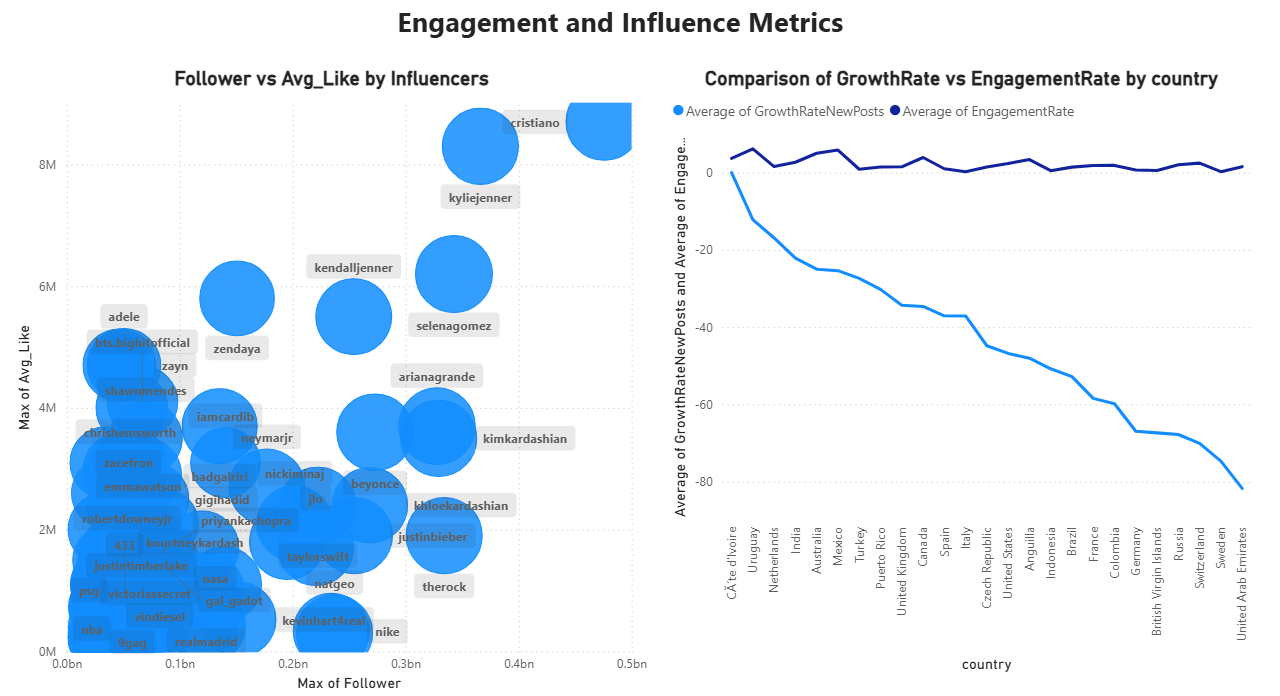 Engagement and Influence Metrics
Follower vs Avg_Like by Influencers
Max of Avg_Like
8M
6M
4M
2M
0M
cristiano
kyliejenner
kendalljenner
selenagomez
zendaya
adele
bts.bighitofficial
zayn
arianagrande
shawnmendes
iamcardib
chrishemsworth
neymarjr
kimkardashian
zacefron
badgalriri
nickiminaj
beyonce
emmawatson
gigihadid
jlo
khloekardashian
robertdowneyjr
priyankachopra
justinbieber
433
kourtneykardash
taylorswift
justintimberlake
nasa
natgeo
therock
psg
victoriassecret
gal_gadot
vindiesel
kevinhart4real
nike
nba
9gag
realmadrid
0.0bn
0.1bn
0.2bn
0.3bn
0.4bn
0.5bn
Max of Follower
Comparison of GrowthRate vs EngagementRate by country
Average of GrowthRateNewPosts
Average of EngagementRate
Average of GrowthRateNewPosts and Average of Engage...
0
-20
-40
-60
-80
CÃ´te d'Ivoire
Uruguay
Netherlands
India
Australia
Mexico
Turkey
Puerto Rico
United Kingdom
Canada
Spain
Italy
Czech Republic
United States
Anguilla
Indonesia
Brazil
France
Colombia
Germany
British Virgin Islands
Russia
Switzerland
Sweden
United Arab Emirates
country